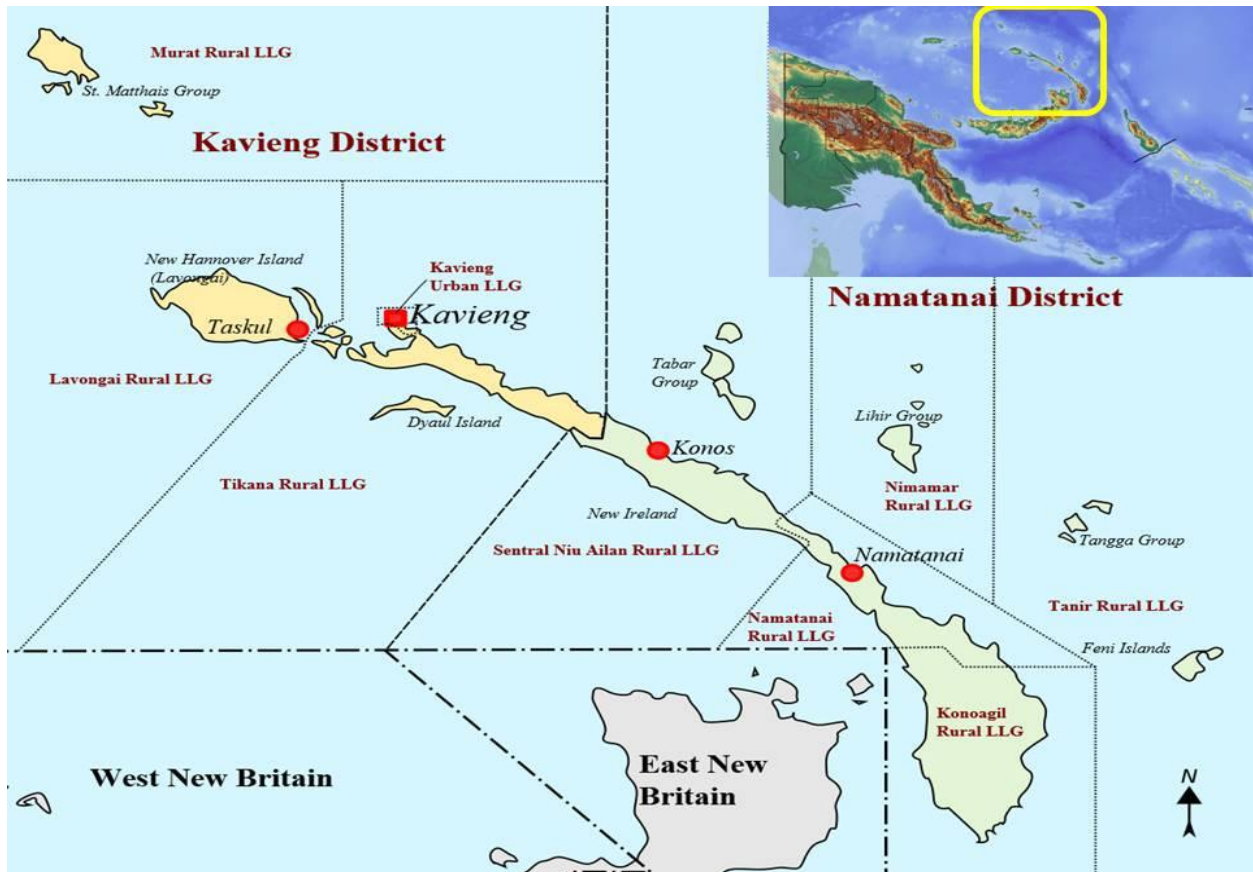 Murat Rural LLG
St. Matthais Group
Kavieng District
New Hannover Island
(Lavongai)
Kavieng
Urban LLG
Namatanai District
Taskul
Kavieng
Lavongai Rural LLG
Tabar
Group
Dyaul Island
Lihir Group
Konos
Tikana Rural LLG
Nimamar
Rural LLG
New Ireland
Sentral Niu Ailan Rural LLG
Tangga Group
Namatanai
Namatanai
Rural LLG
Tanir Rural LLG
Feni Islands
Konoagil
Rural LLG
West New Britain
East New
Britain
N